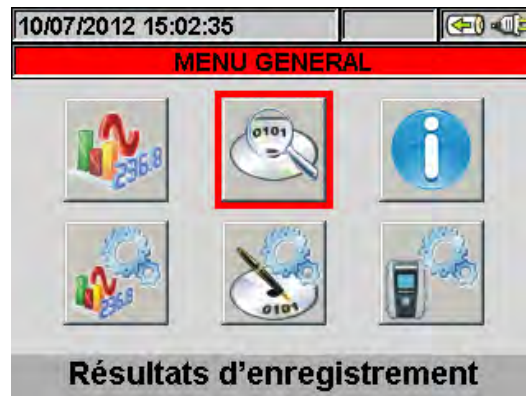 10/07/2012 15:02:35
MENU GENERAL
0101
236.8
236.8
0101
Résultats d'enregistrement